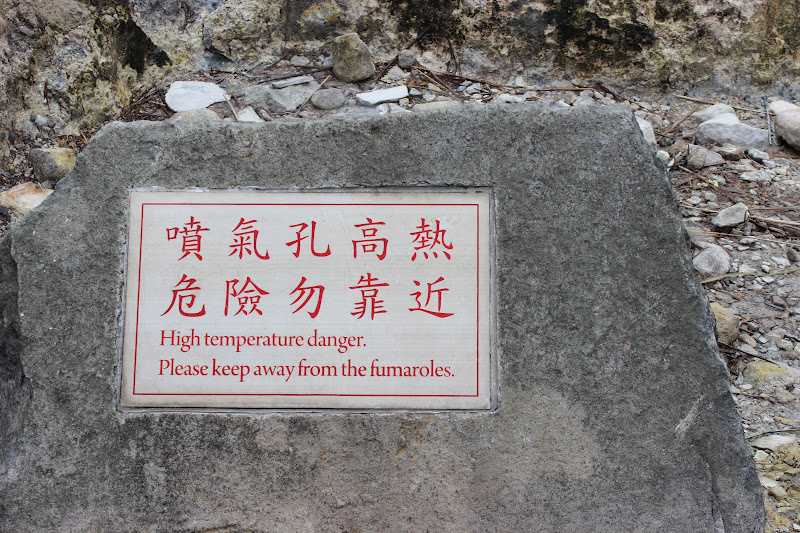 噴氣孔高熱
危險勿靠近
High temperature danger.
Please keep away from the fumaroles.